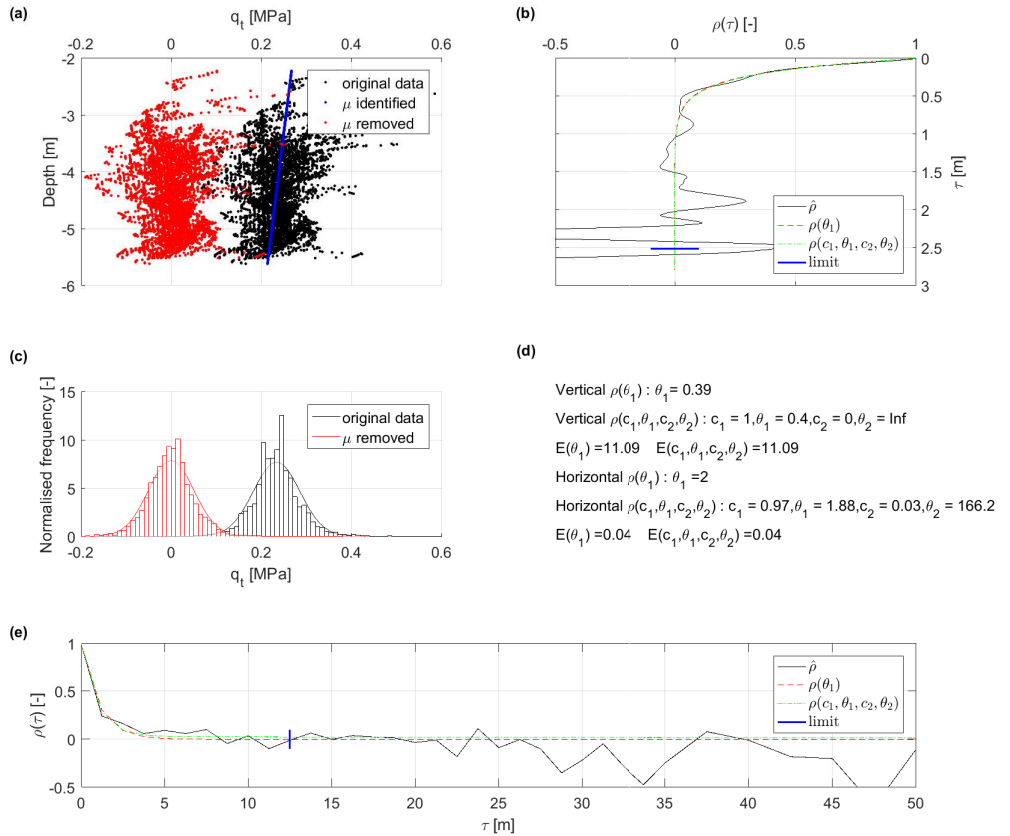 (a)
q_t [MPa]
-0.2 0 0.2 0.4 0.6
-2
-3
-4
-5
-6
Depth [m]
original data
μ identified
μ removed
(b)
ρ(τ) [-]
-0.5 0 0.5 1
0
0.5
1
1.5
2
2.5
3
τ [m]
ρ̂
ρ(θ₁)
ρ(c₁, θ₁, c₂, θ₂)
limit
(c)
Normalised frequency [-]
15
10
5
0
-0.2 0 0.2 0.4 0.6
q_t [MPa]
original data
μ removed
(d)
Vertical ρ(θ₁) : θ₁= 0.39
Vertical ρ(c₁,θ₁,c₂,θ₂) : c₁ = 1,θ₁ = 0.4,c₂ = 0,θ₂ = Inf
E(θ₁) =11.09 E(c₁,θ₁,c₂,θ₂) =11.09
Horizontal ρ(θ₁) : θ₁ =2
Horizontal ρ(c₁,θ₁,c₂,θ₂) : c₁ = 0.97,θ₁ = 1.88,c₂ = 0.03,θ₂ = 166.2
E(θ₁) =0.04 E(c₁,θ₁,c₂,θ₂) =0.04
(e)
ρ(τ) [-]
1
0.5
0
-0.5
0 5 10 15 20 25 30 35 40 45 50
τ [m]
ρ̂
ρ(θ₁)
ρ(c₁, θ₁, c₂, θ₂)
limit